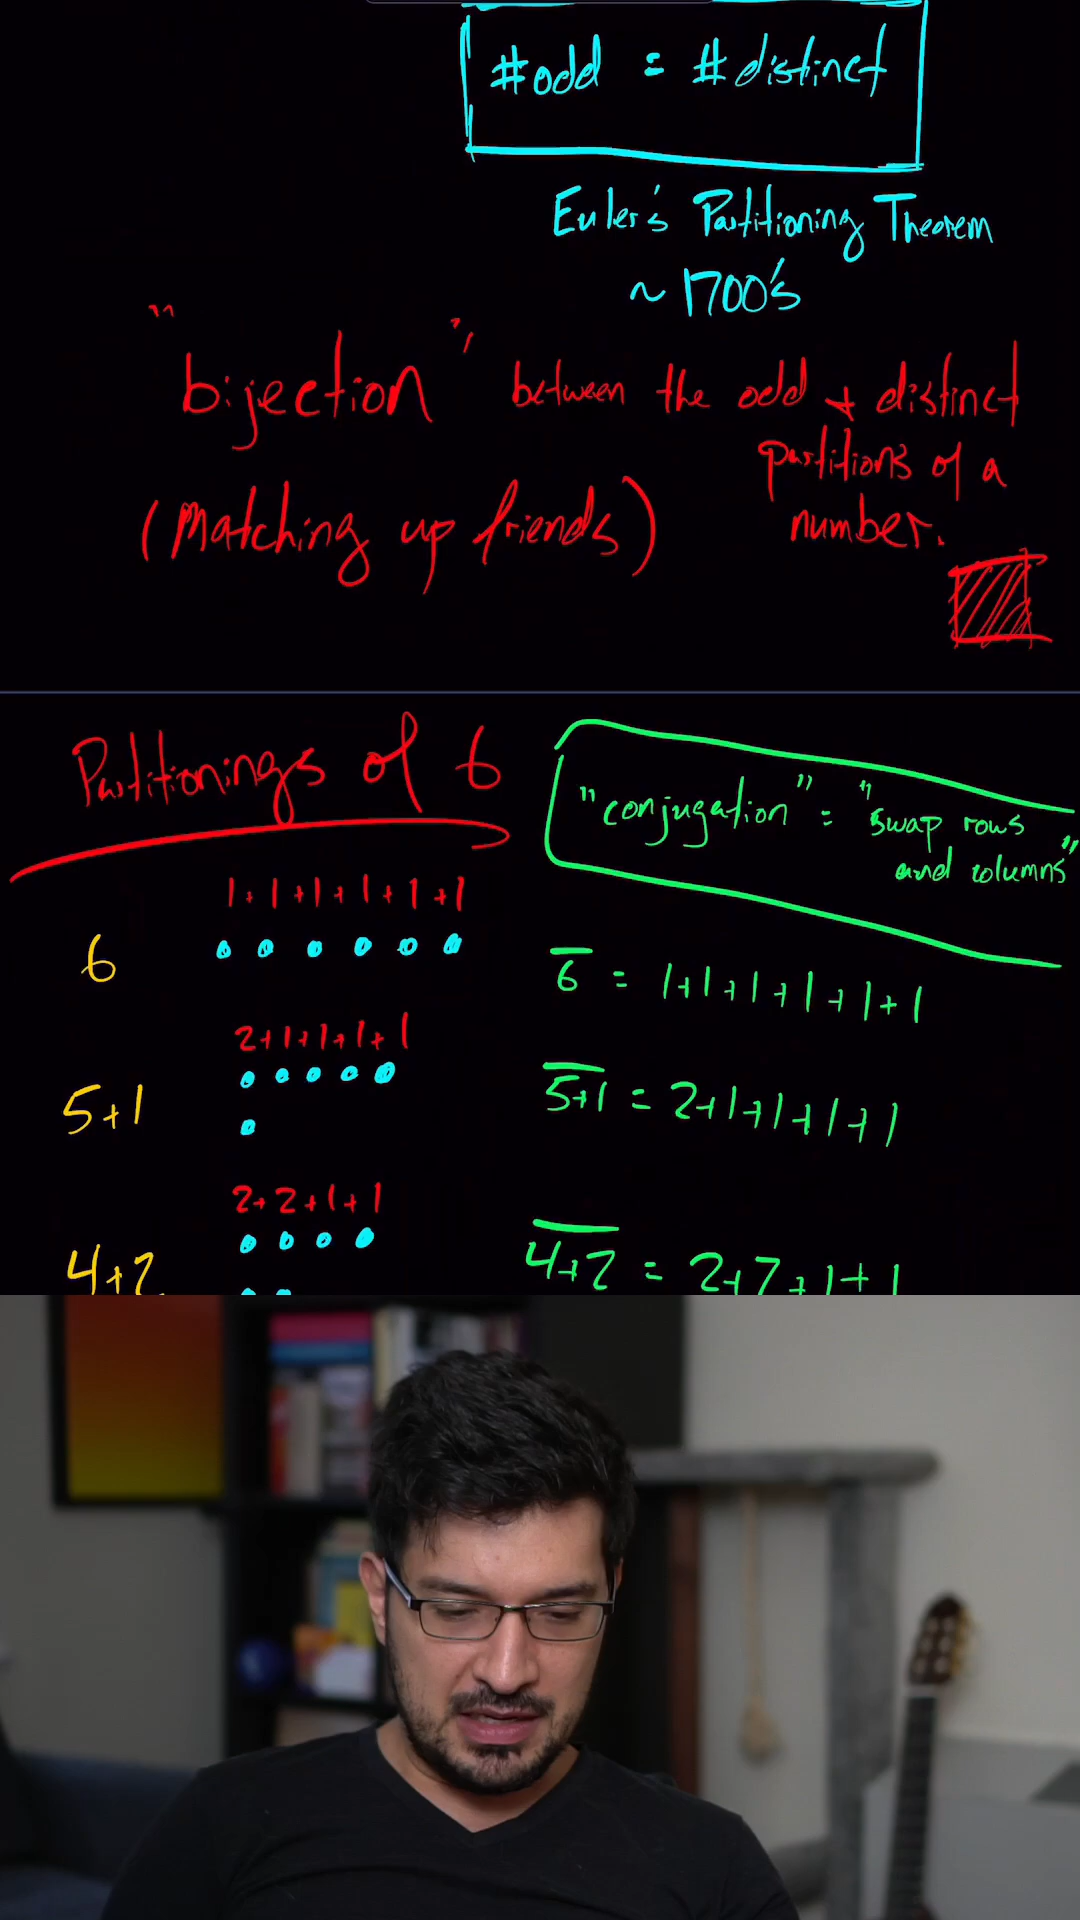 #odd = #distinct
Euler's Partitioning Theorem
~ 1700's
"bijection" between the odd + distinct
partitions of a
number.
(matching up friends)
Partitionings of 6
"conjugation" = "swap rows
and columns"
1+1+1+1+1+1
6
6 = 1+1+1+1+1+1
2+1+1+1+1
5+1
5+1 = 2+1+1+1+1
2+2+1+1
4+2
4+2 = 2+2+1+1